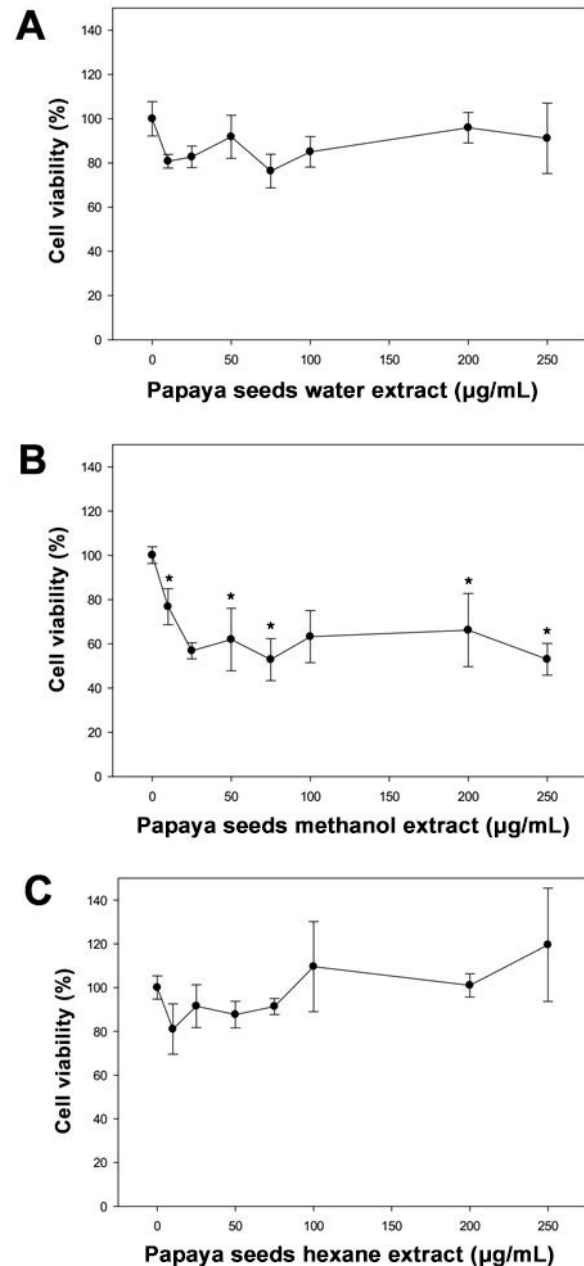 A
Cell viability (%)
140
120
100
80
60
40
20
0
0 50 100 150 200 250
Papaya seeds water extract (µg/mL)
B
Cell viability (%)
140
120
100
80
60
40
20
0
* * * * *
0 50 100 150 200 250
Papaya seeds methanol extract (µg/mL)
C
Cell viability (%)
140
120
100
80
60
40
20
0
0 50 100 150 200 250
Papaya seeds hexane extract (µg/mL)